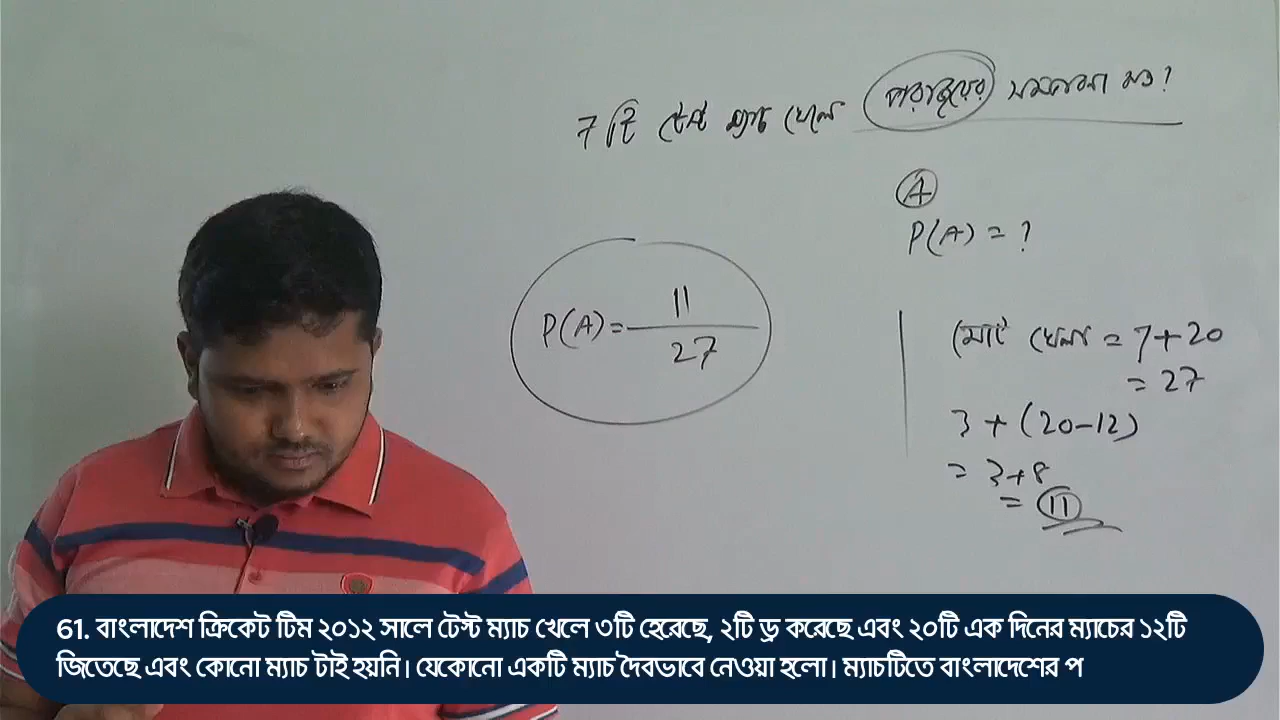 7টি টেস্ট ম্যাচ খেলে পরাজয়ের সম্ভাবনা কত?
A
P(A) = ?
P(A) = 11/27
মোট খেলা = 7+20
= 27
3 + (20-12)
= 3+8
= 11
61. বাংলাদেশ ক্রিকেট টিম ২০১২ সালে টেস্ট ম্যাচ খেলে ৩টি হেরেছে, ২টি ড্র করেছে এবং ২০টি এক দিনের ম্যাচের ১২টি
জিতেছে এবং কোনো ম্যাচ টাই হয়নি। যেকোনো একটি ম্যাচ দৈবভাবে নেওয়া হলো। ম্যাচটিতে বাংলাদেশের প